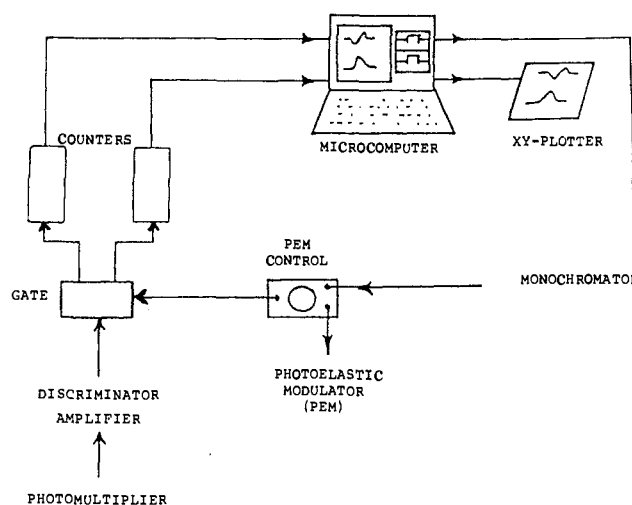 COUNTERS
MICROCOMPUTER
XY-PLOTTER
PEM
CONTROL
GATE
MONOCHROMATOR
PHOTOELASTIC
MODULATOR
(PEM)
DISCRIMINATOR
AMPLIFIER
PHOTOMULTIPLIER